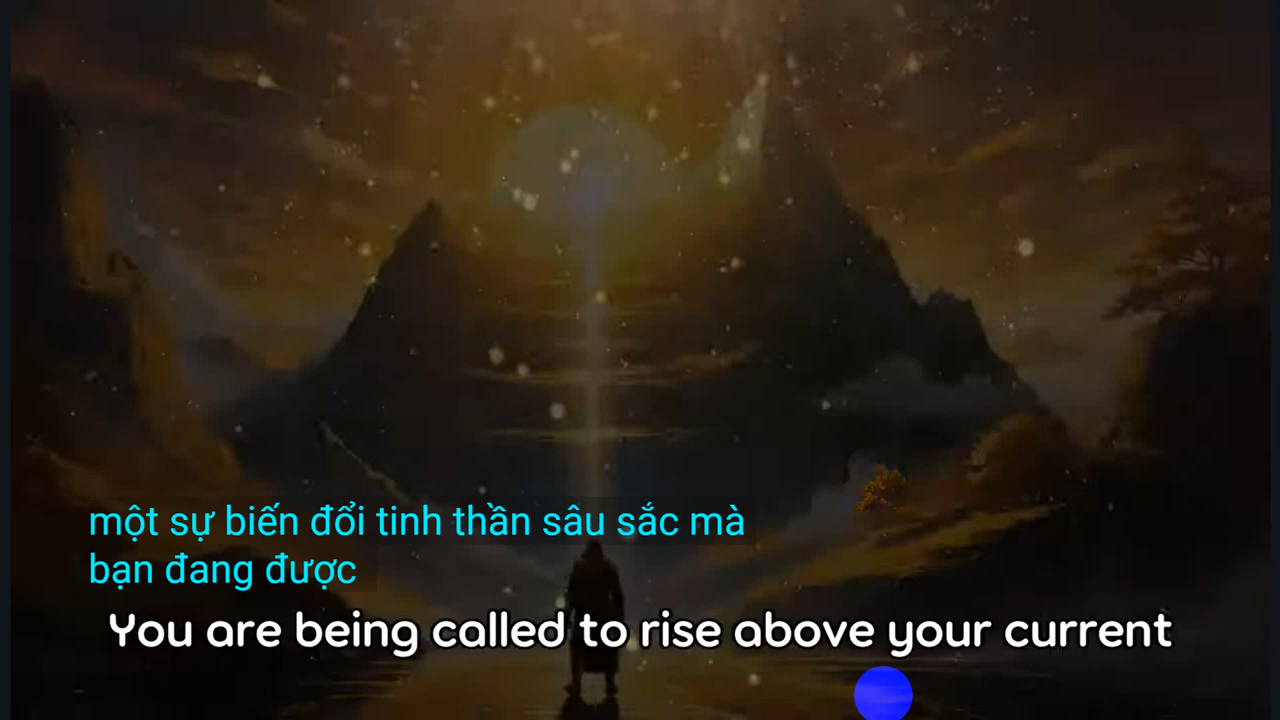 một sự biến đổi tinh thần sâu sắc mà
bạn đang được
You are being called to rise above your current